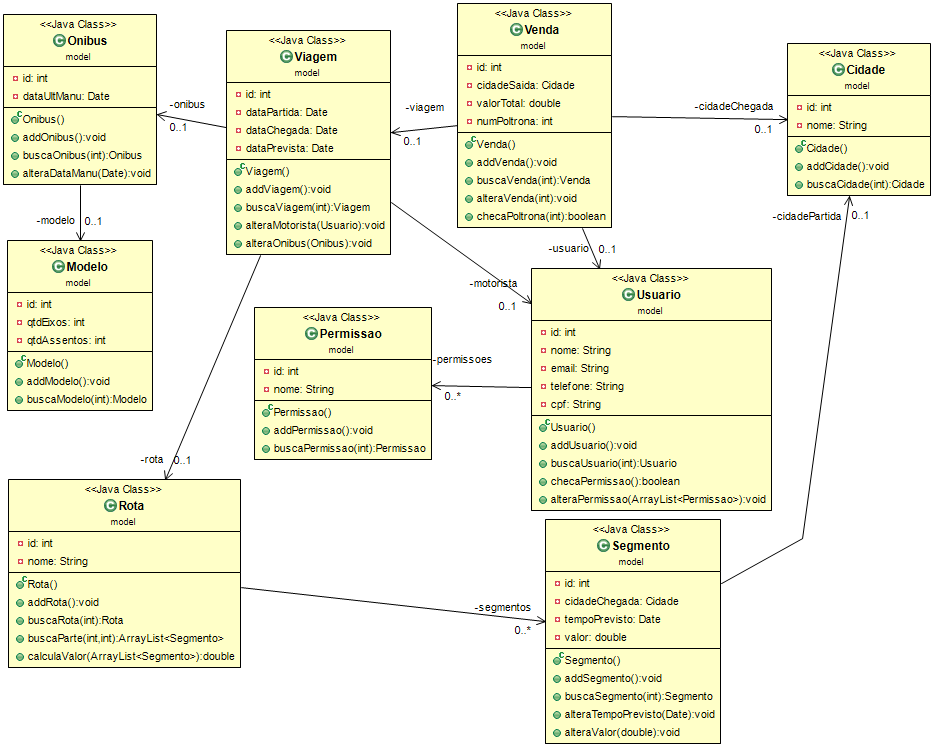 <<Java Class>>
Onibus
model
id: int
dataUltManu: Date
Onibus()
addOnibus():void
buscaOnibus(int):Onibus
alteraDataManu(Date):void
-onibus
0..1
<<Java Class>>
Viagem
model
id: int
dataPartida: Date
dataChegada: Date
dataPrevista: Date
Viagem()
addViagem():void
buscaViagem(int):Viagem
alteraMotorista(Usuario):void
alteraOnibus(Onibus):void
-viagem
0..1
<<Java Class>>
Venda
model
id: int
cidadeSaida: Cidade
valorTotal: double
numPoltrona: int
Venda()
addVenda():void
buscaVenda(int):Venda
alteraVenda(int):void
checaPoltrona(int):boolean
-cidadeChegada
0..1
<<Java Class>>
Cidade
model
id: int
nome: String
Cidade()
addCidade():void
buscaCidade(int):Cidade
-cidadePartida
0..1
-modelo
0..1
<<Java Class>>
Modelo
model
id: int
qtdEixos: int
qtdAssentos: int
Modelo()
addModelo():void
buscaModelo(int):Modelo
-usuario
0..1
-motorista
0..1
<<Java Class>>
Usuario
model
id: int
nome: String
email: String
telefone: String
cpf: String
Usuario()
addUsuario():void
buscaUsuario(int):Usuario
checaPermissao():boolean
alteraPermissao(ArrayList<Permissao>):void
<<Java Class>>
Permissao
model
id: int
nome: String
Permissao()
addPermissao():void
buscaPermissao(int):Permissao
-permissoes
0..*
-rota
0..1
<<Java Class>>
Rota
model
id: int
nome: String
Rota()
addRota():void
buscaRota(int):Rota
buscaParte(int,int):ArrayList<Segmento>
calculaValor(ArrayList<Segmento>):double
-segmentos
0..*
<<Java Class>>
Segmento
model
id: int
cidadeChegada: Cidade
tempoPrevisto: Date
valor: double
Segmento()
addSegmento():void
buscaSegmento(int):Segmento
alteraTempoPrevisto(Date):void
alteraValor(double):void